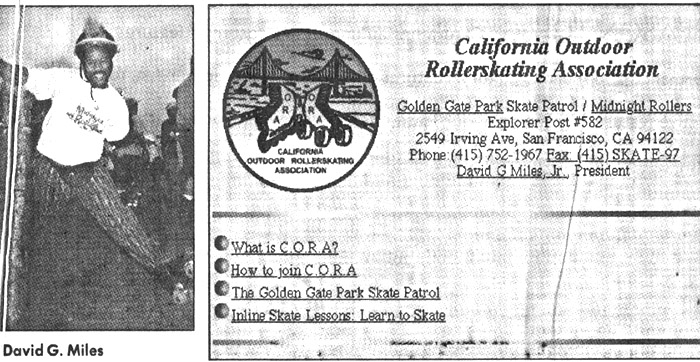 David G. Miles
CORA CORA
CALIFORNIA
OUTDOOR ROLLERSKATING
ASSOCIATION
California Outdoor
Rollerskating Association
Golden Gate Park Skate Patrol / Midnight Rollers
Explorer Post #582
2549 Irving Ave, San Francisco, CA 94122
Phone:(415) 752-1967 Fax: (415) SKATE-97
David G Miles, Jr., President
What is C.O.R.A?
How to join C.O.R.A
The Golden Gate Park Skate Patrol
Inline Skate Lessons: Learn to Skate